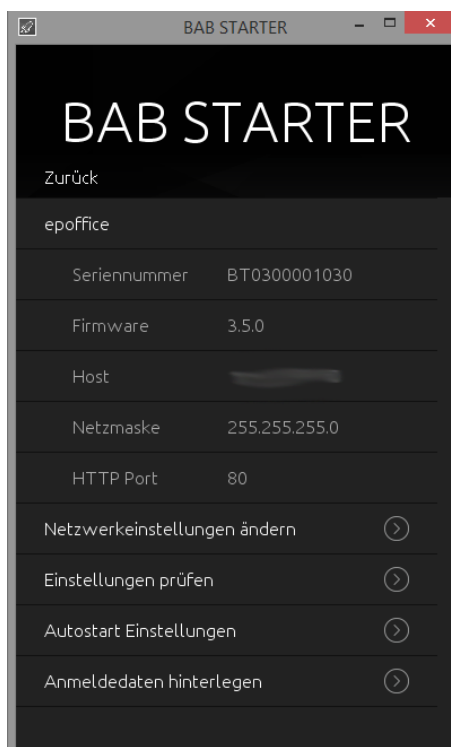 BAB STARTER
BAB STARTER
Zurück
epoffice
Seriennummer BT0300001030
Firmware 3.5.0
Host
Netzmaske 255.255.255.0
HTTP Port 80
Netzwerkeinstellungen ändern
Einstellungen prüfen
Autostart Einstellungen
Anmeldedaten hinterlegen